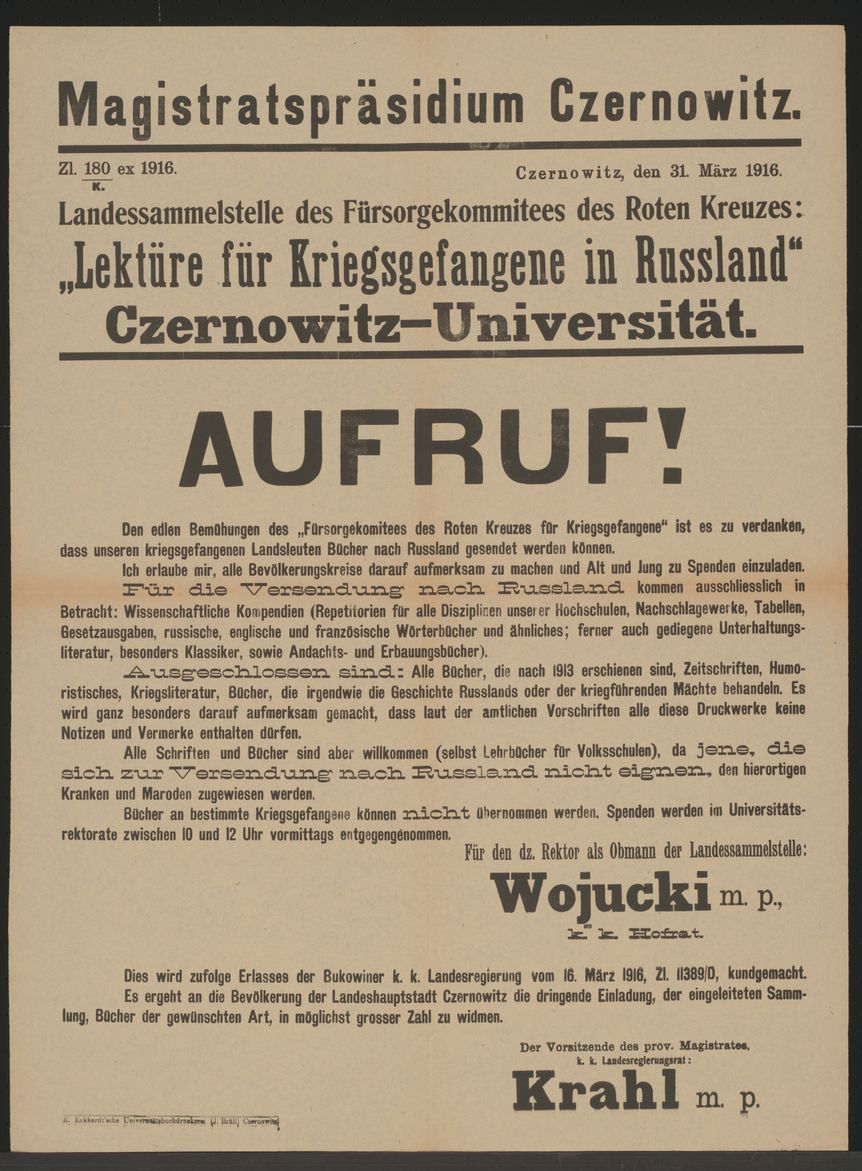 Magistratspräsidium Czernowitz.
Zl. 180/K. ex 1916.
Czernowitz, den 31. März 1916.
Landessammelstelle des Fürsorgekommitees des Roten Kreuzes:
„Lektüre für Kriegsgefangene in Russland“
Czernowitz—Universität.
AUFRUF!
Den edlen Bemühungen des „Fürsorgekomitees des Roten Kreuzes für Kriegsgefangene“ ist es zu verdanken,
dass unseren kriegsgefangenen Landsleuten Bücher nach Russland gesendet werden können.
Ich erlaube mir, alle Bevölkerungskreise darauf aufmerksam zu machen und Alt und Jung zu Spenden einzuladen.
Für die Versendung nach Russland kommen ausschliesslich in
Betracht: Wissenschaftliche Kompendien (Repetitorien für alle Disziplinen unserer Hochschulen, Nachschlagewerke, Tabellen,
Gesetzausgaben, russische, englische und französische Wörterbücher und ähnliches; ferner auch gediegene Unterhaltungs-
literatur, besonders Klassiker, sowie Andachts- und Erbauungsbücher).
Ausgeschlossen sind: Alle Bücher, die nach 1913 erschienen sind, Zeitschriften, Humo-
ristisches, Kriegsliteratur, Bücher, die irgendwie die Geschichte Russlands oder der kriegführenden Mächte behandeln. Es
wird ganz besonders darauf aufmerksam gemacht, dass laut der amtlichen Vorschriften alle diese Druckwerke keine
Notizen und Vermerke enthalten dürfen.
Alle Schriften und Bücher sind aber willkommen (selbst Lehrbücher für Volksschulen), da jene, die
sich zur Versendung nach Russland nicht eignen, den hierortigen
Kranken und Maroden zugewiesen werden.
Bücher an bestimmte Kriegsgefangene können nicht übernommen werden. Spenden werden im Universitäts-
rektorate zwischen 10 und 12 Uhr vormittags entgegengenommen.
Für den dz. Rektor als Obmann der Landessammelstelle:
Wojucki m. p.,
k. k. Hofrat.
Dies wird zufolge Erlasses der Bukowiner k. k. Landesregierung vom 16. März 1916, Zl. 11389/D, kundgemacht.
Es ergeht an die Bevölkerung der Landeshauptstadt Czernowitz die dringende Einladung, der eingeleiteten Samm-
lung, Bücher der gewünschten Art, in möglichst grosser Zahl zu widmen.
Der Vorsitzende des prov. Magistrates,
k. k. Landesregierungsrat:
Krahl m. p.
R. Eckhardt'sche Universitätsbuchdruckerei (J. Brüll) Czernowitz